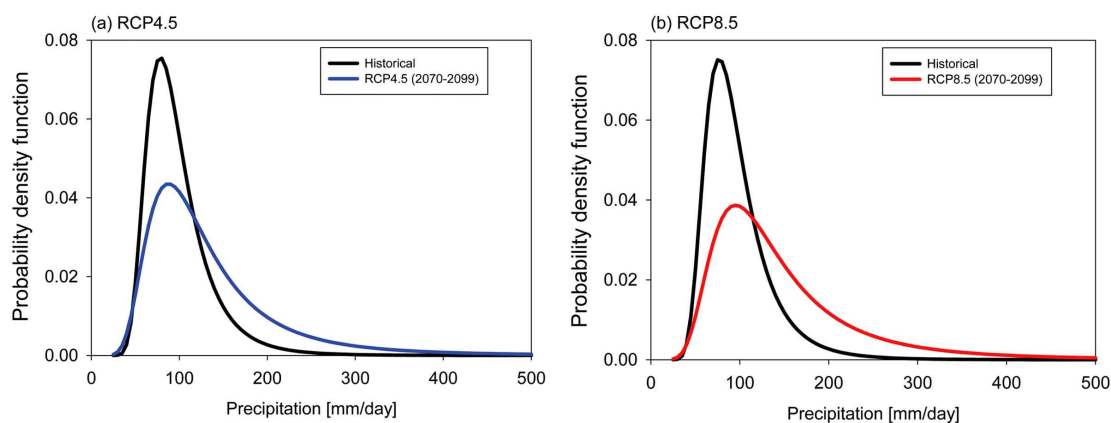 (a) RCP4.5
Probability density function
0.08
0.06
0.04
0.02
0.00
Historical
RCP4.5 (2070-2099)
0 100 200 300 400 500
Precipitation [mm/day]
(b) RCP8.5
Probability density function
0.08
0.06
0.04
0.02
0.00
Historical
RCP8.5 (2070-2099)
0 100 200 300 400 500
Precipitation [mm/day]